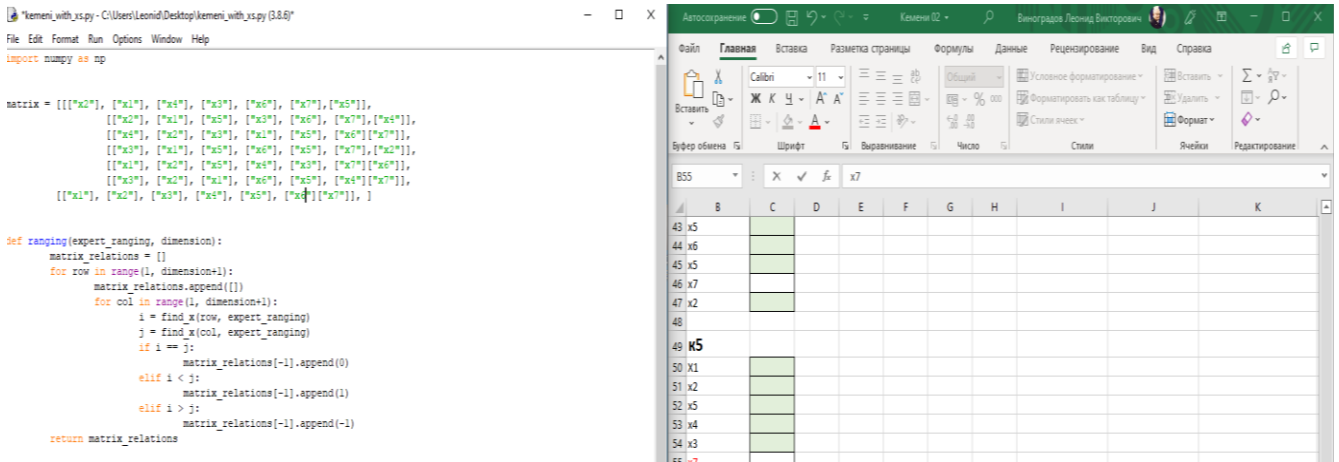 *kemeni_with_xs.py - C:\Users\Leonid\Desktop\kemeni_with_xs.py (3.8.6)*
File Edit Format Run Options Window Help
import numpy as np
matrix = [[["x2"], ["x1"], ["x4"], ["x3"], ["x6"], ["x7"],["x5"]],
[["x2"], ["x1"], ["x5"], ["x3"], ["x6"], ["x7"],["x4"]],
[["x4"], ["x2"], ["x3"], ["x1"], ["x5"], ["x6"]["x7"]],
[["x3"], ["x1"], ["x5"], ["x6"], ["x5"], ["x7"],["x2"]],
[["x1"], ["x2"], ["x5"], ["x4"], ["x3"], ["x7"]["x6"]],
[["x3"], ["x2"], ["x1"], ["x6"], ["x5"], ["x4"]["x7"]],
[["x1"], ["x2"], ["x3"], ["x4"], ["x5"], ["x6"]["x7"]], ]
def ranging(expert_ranging, dimension):
matrix_relations = []
for row in range(1, dimension+1):
matrix_relations.append([])
for col in range(1, dimension+1):
i = find_x(row, expert_ranging)
j = find_x(col, expert_ranging)
if i == j:
matrix_relations[-1].append(0)
elif i < j:
matrix_relations[-1].append(1)
elif i > j:
matrix_relations[-1].append(-1)
return matrix_relations
Автосохранение Кемени 02 Виноградов Леонид Викторович
Файл Главная Вставка Разметка страницы Формулы Данные Рецензирование Вид Справка
Вставить Calibri 11 Общий Условное форматирование Вставить
Ж К Ч A A % 000 Форматировать как таблицу Удалить
Стили ячеек Формат
Буфер обмена Шрифт Выравнивание Число Стили Ячейки Редактирование
B55 fx x7
B C D E F G H I J K
43 x5
44 x6
45 x5
46 x7
47 x2
48
49 к5
50 X1
51 x2
52 x5
53 x4
54 x3
55 x7